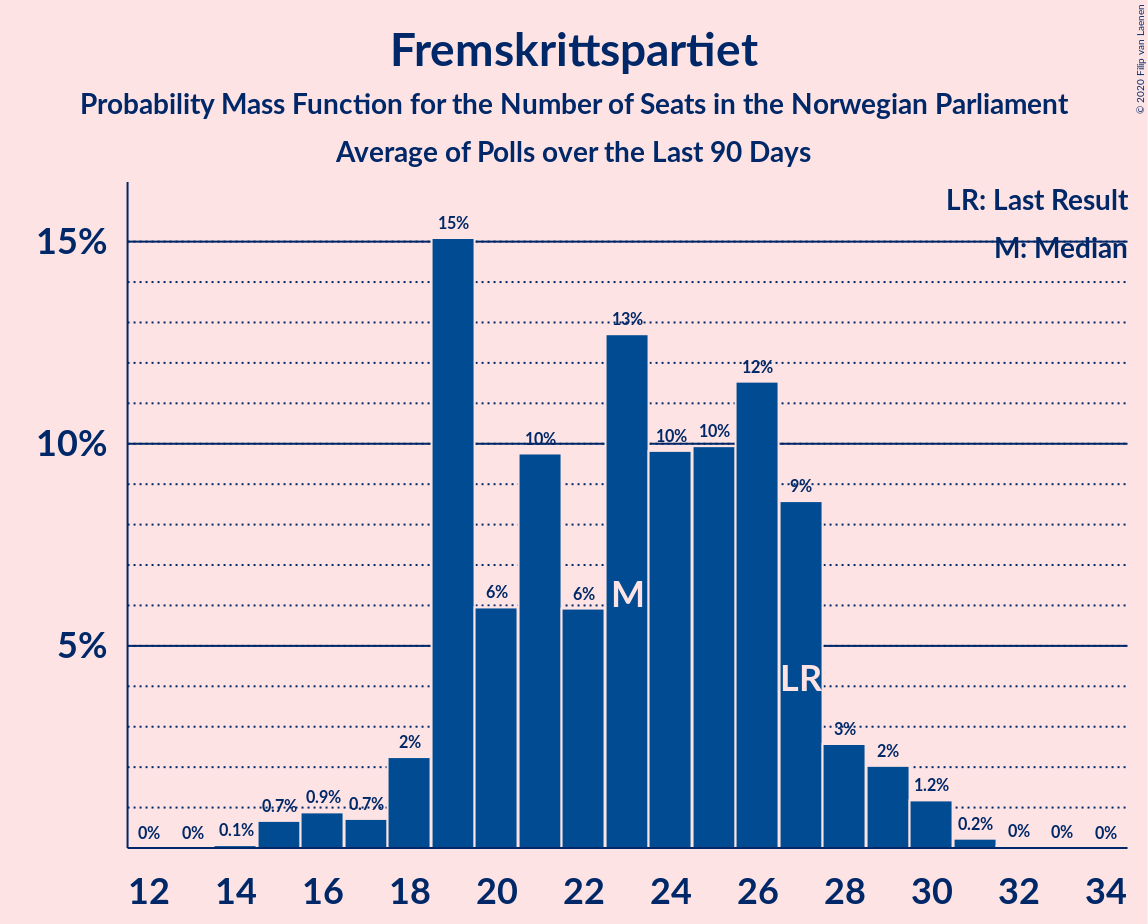 Fremskrittspartiet
Probability Mass Function for the Number of Seats in the Norwegian Parliament
Average of Polls over the Last 90 Days
© 2020 Filip van Laenen
LR: Last Result
M: Median
15%
10%
5%
0%
0%
0.1%
0.7%
0.9%
0.7%
2%
15%
6%
10%
6%
13%
10%
10%
12%
9%
3%
2%
1.2%
0.2%
0%
0%
0%
M
LR
12 14 16 18 20 22 24 26 28 30 32 34